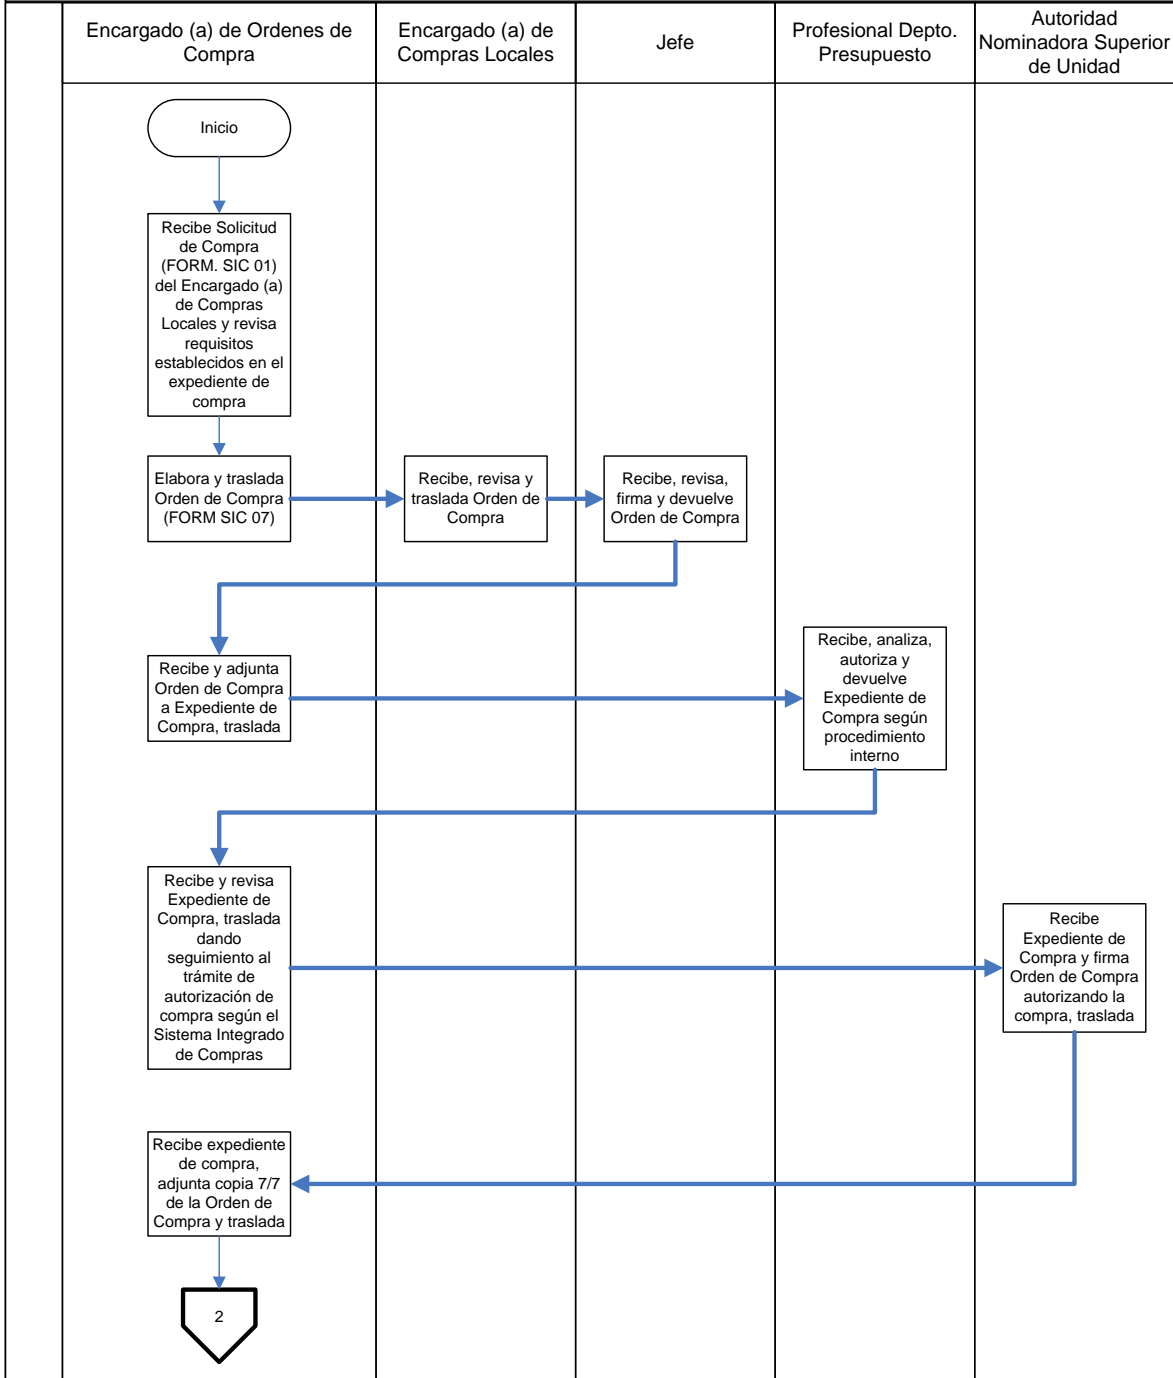 Encargado (a) de Ordenes de
Compra
Encargado (a) de
Compras Locales
Jefe
Profesional Depto.
Presupuesto
Autoridad
Nominadora Superior
de Unidad
Inicio
Recibe Solicitud
de Compra
(FORM. SIC 01)
del Encargado (a)
de Compras
Locales y revisa
requisitos
establecidos en el
expediente de
compra
Elabora y traslada
Orden de Compra
(FORM SIC 07)
Recibe, revisa y
traslada Orden de
Compra
Recibe, revisa,
firma y devuelve
Orden de Compra
Recibe y adjunta
Orden de Compra
a Expediente de
Compra, traslada
Recibe, analiza,
autoriza y
devuelve
Expediente de
Compra según
procedimiento
interno
Recibe y revisa
Expediente de
Compra, traslada
dando
seguimiento al
trámite de
autorización de
compra según el
Sistema Integrado
de Compras
Recibe
Expediente de
Compra y firma
Orden de Compra
autorizando la
compra, traslada
Recibe expediente
de compra,
adjunta copia 7/7
de la Orden de
Compra y traslada
2